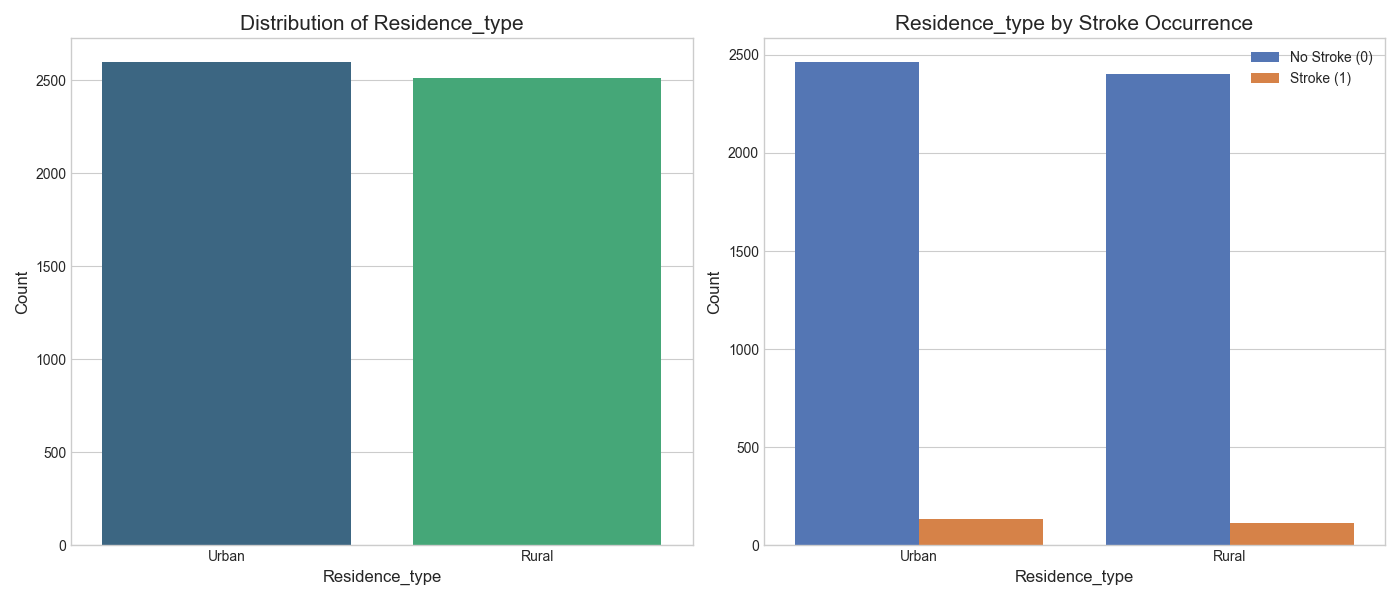 Distribution of Residence_type
Count
2500
2000
1500
1000
500
0
Urban
Rural
Residence_type
Residence_type by Stroke Occurrence
Count
2500
2000
1500
1000
500
0
No Stroke (0)
Stroke (1)
Urban
Rural
Residence_type